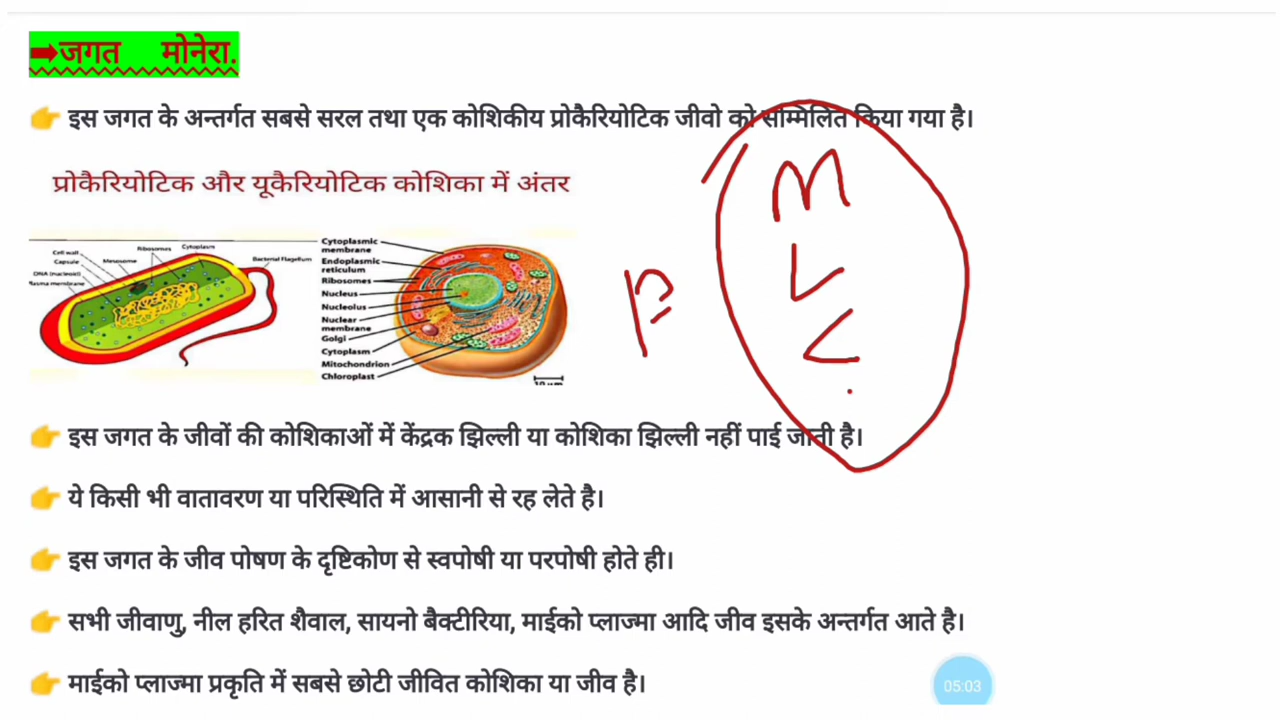 ➡जगत मोनेरा.
👉 इस जगत के अन्तर्गत सबसे सरल तथा एक कोशिकीय प्रोकैरियोटिक जीवो को सम्मिलित किया गया है।
प्रोकैरियोटिक और यूकैरियोटिक कोशिका में अंतर
Cell wall
Capsule
Mesosome
Ribosomes
Cytoplasm
DNA (nucleoid)
Plasma membrane
Bacterial Flagellum
Cytoplasmic membrane
Endoplasmic reticulum
Ribosomes
Nucleus
Nucleolus
Nuclear membrane
Golgi
Cytoplasm
Mitochondrion
Chloroplast
10 µm
M
L
👉 इस जगत के जीवों की कोशिकाओं में केंद्रक झिल्ली या कोशिका झिल्ली नहीं पाई जाती है।
👉 ये किसी भी वातावरण या परिस्थिति में आसानी से रह लेते है।
👉 इस जगत के जीव पोषण के दृष्टिकोण से स्वपोषी या परपोषी होते ही।
👉 सभी जीवाणु, नील हरित शैवाल, सायनो बैक्टीरिया, माईको प्लाज्मा आदि जीव इसके अन्तर्गत आते है।
👉 माईको प्लाज्मा प्रकृति में सबसे छोटी जीवित कोशिका या जीव है।
05:03